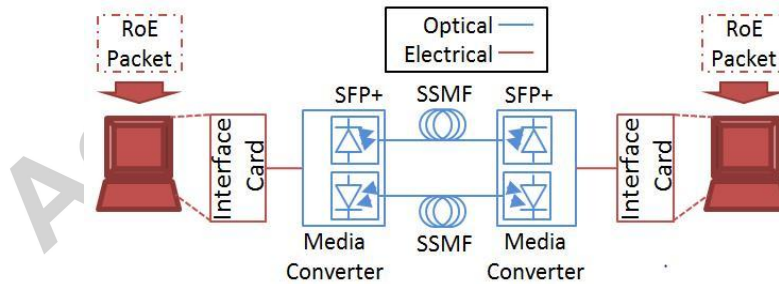 RoE
Packet
Optical
Electrical
RoE
Packet
SFP+
SSMF
SFP+
Interface
Card
Interface
Card
Media
Converter
SSMF
Media
Converter